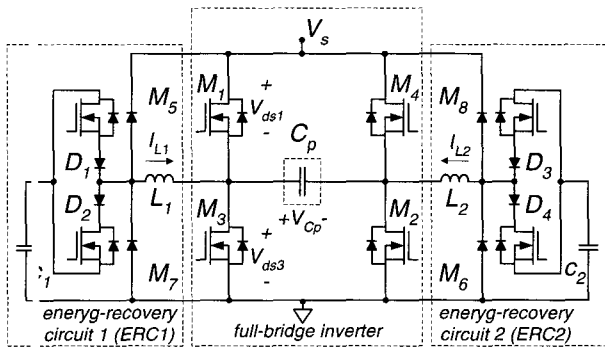 V_s
M_1
+
V_ds1
-
M_4
M_5
M_8
C_p
I_L1
I_L2
D_1
D_3
L_1
L_2
D_2
D_4
M_3
+V_Cp-
M_2
+
V_ds3
-
M_7
M_6
c_1
c_2
eneryg-recovery
circuit 1 (ERC1)
full-bridge inverter
eneryg-recovery
circuit 2 (ERC2)